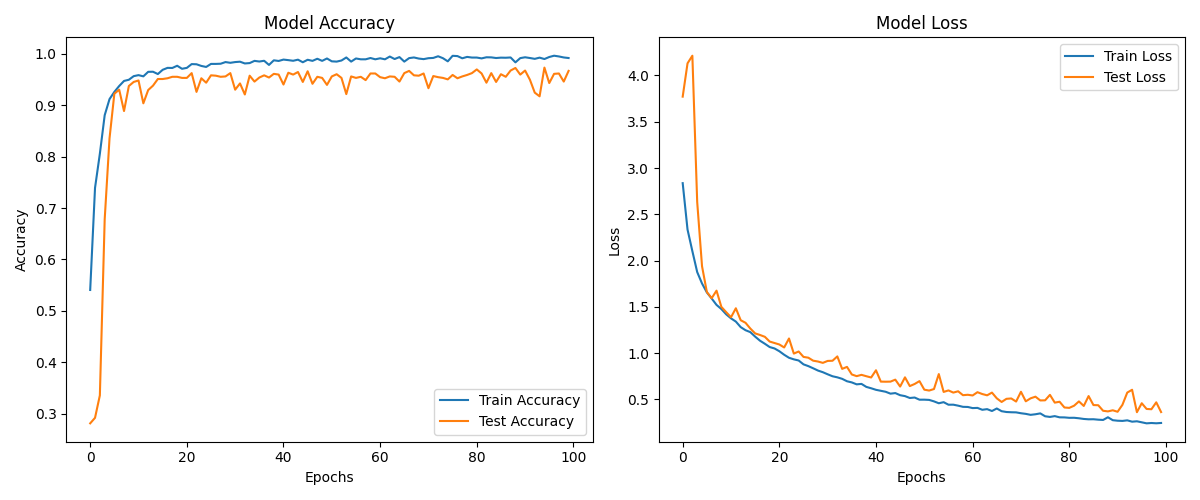 Model Accuracy
Accuracy
1.0
0.9
0.8
0.7
0.6
0.5
0.4
0.3
0 20 40 60 80 100
Epochs
Train Accuracy
Test Accuracy
Model Loss
Loss
4.0
3.5
3.0
2.5
2.0
1.5
1.0
0.5
0 20 40 60 80 100
Epochs
Train Loss
Test Loss